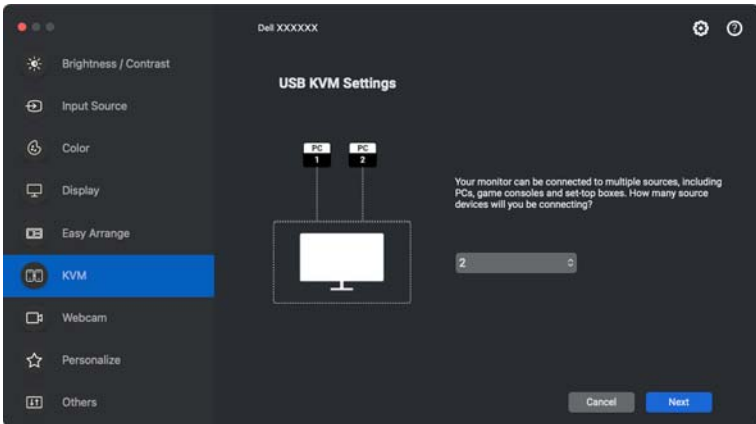 Dell XXXXXX
Brightness / Contrast
Input Source
Color
Display
Easy Arrange
KVM
Webcam
Personalize
Others
USB KVM Settings
PC PC
1 2
Your monitor can be connected to multiple sources, including
PCs, game consoles and set-top boxes. How many source
devices will you be connecting?
2
Cancel Next